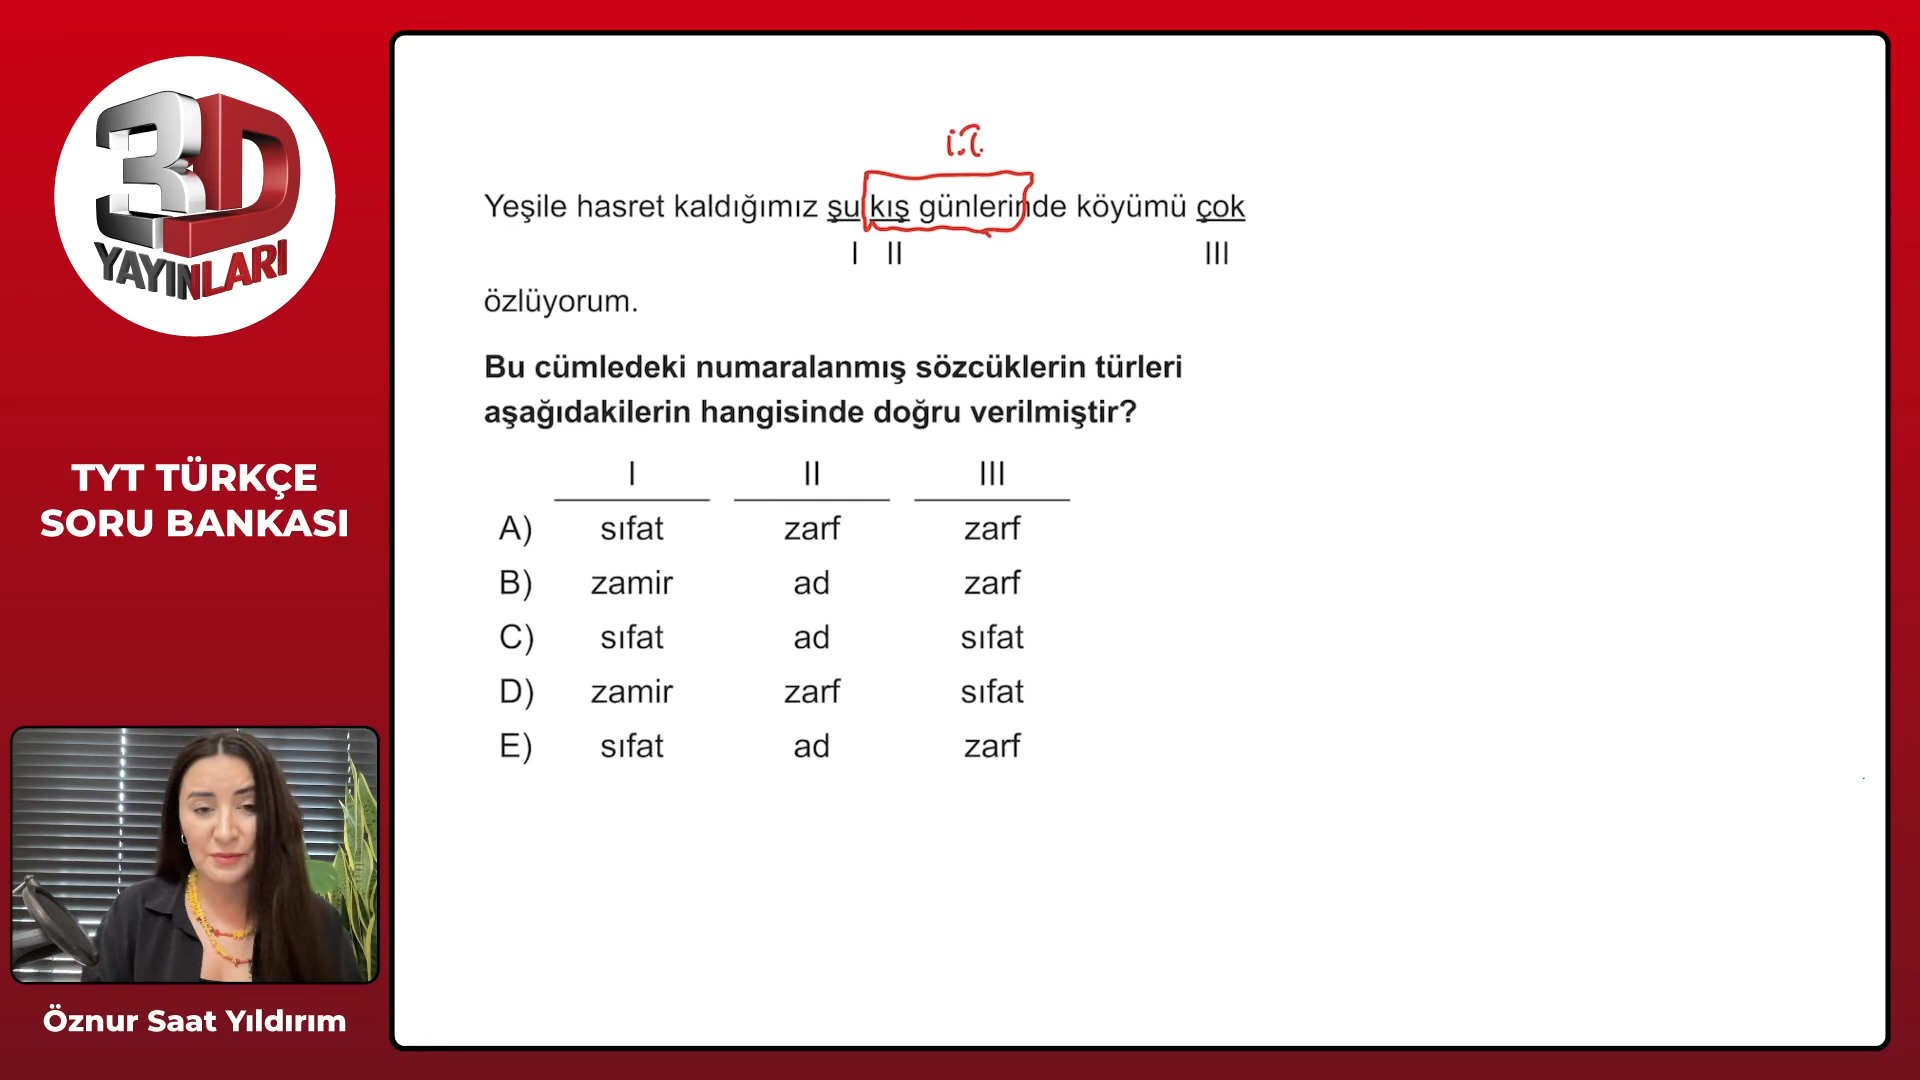 3D
YAYINLARI
TYT TÜRKÇE
SORU BANKASI
Öznur Saat Yıldırım
i.T.
Yeşile hasret kaldığımız şu kış günlerinde köyümü çok
I II III
özlüyorum.
Bu cümledeki numaralanmış sözcüklerin türleri
aşağıdakilerin hangisinde doğru verilmiştir?
I II III
A) sıfat zarf zarf
B) zamir ad zarf
C) sıfat ad sıfat
D) zamir zarf sıfat
E) sıfat ad zarf